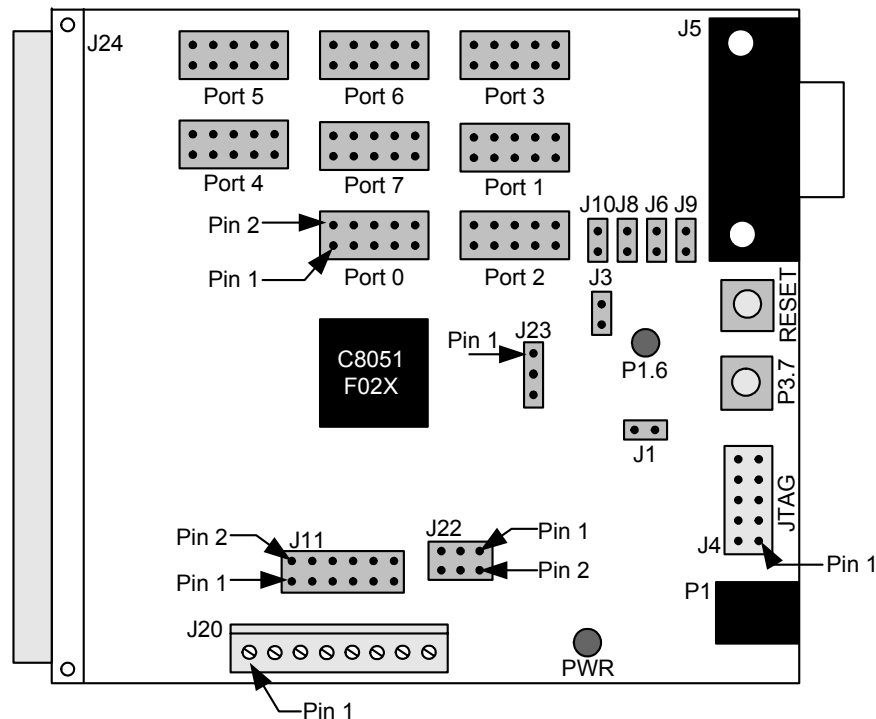 J24
J5
Port 5
Port 6
Port 3
Port 4
Port 7
Port 1
J10
J8
J6
J9
Pin 2
Pin 1
Port 0
Port 2
J3
RESET
Pin 1
J23
C8051
F02X
P1.6
P3.7
J1
JTAG
J4
Pin 2
J11
J22
Pin 1
Pin 1
Pin 2
Pin 1
P1
J20
PWR
Pin 1